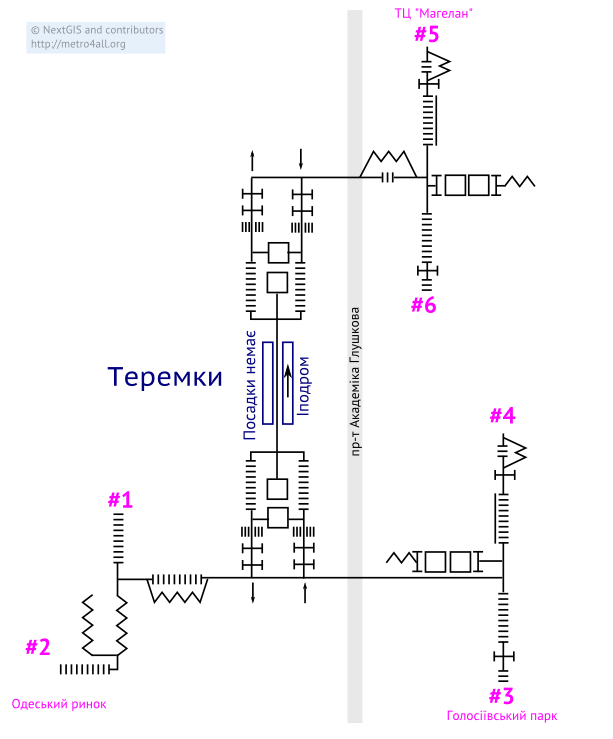 © NextGIS and contributors
http://metro4all.org
ТЦ "Магелан"
#5
#6
Теремки
Посадки немає
Іподром
пр-т Академіка Глушкова
#4
#1
#2
Одеський ринок
#3
Голосіївський парк